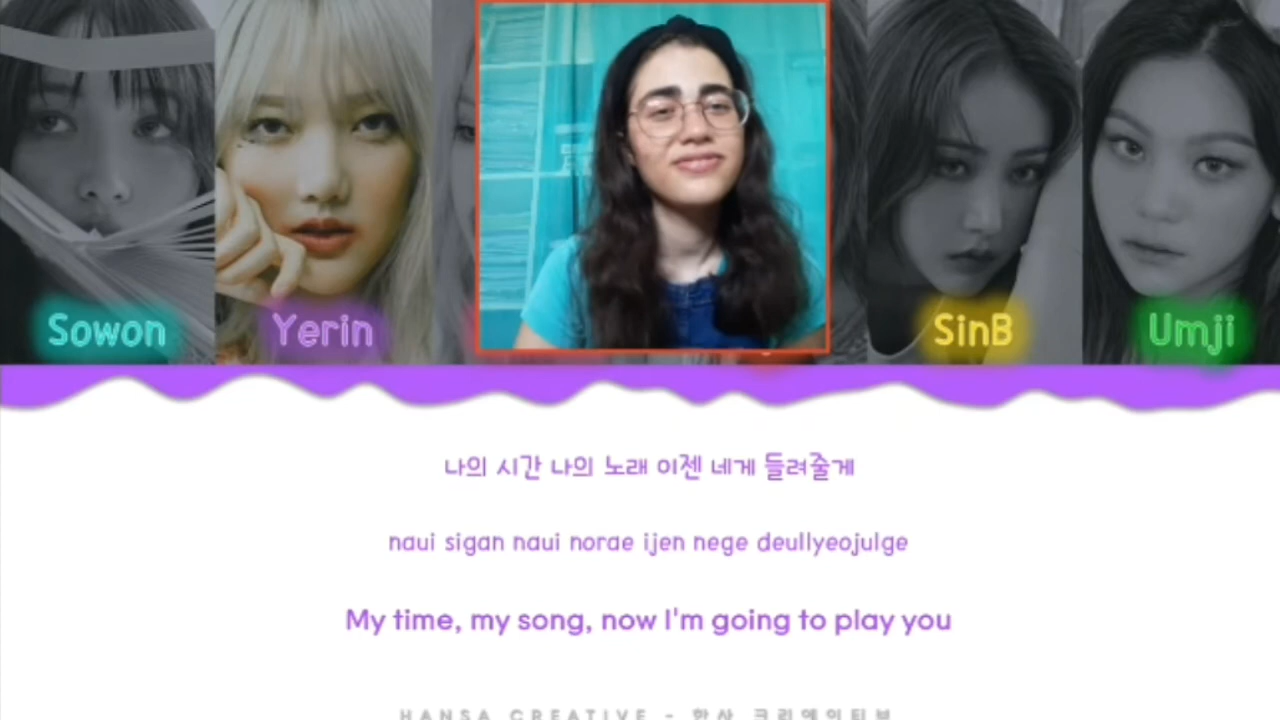 Sowon Yerin SinB Umji
나의 시간 나의 노래 이젠 네게 들려줄게
naui sigan naui norae ijen nege deullyeojulge
My time, my song, now I'm going to play you
HANSA CREATIVE - 한사 크리에이티브